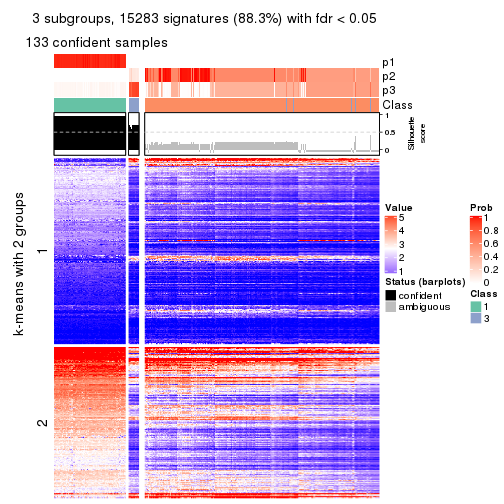 3 subgroups, 15283 signatures (88.3%) with fdr < 0.05
133 confident samples
p1
p2
p3
Class
1
0.5
0
Silhouette
score
k-means with 2 groups
1
2
Value
5
4
3
2
1
Status (barplots)
confident
ambiguous
Prob
1
0.8
0.6
0.4
0.2
0
Class
1
3